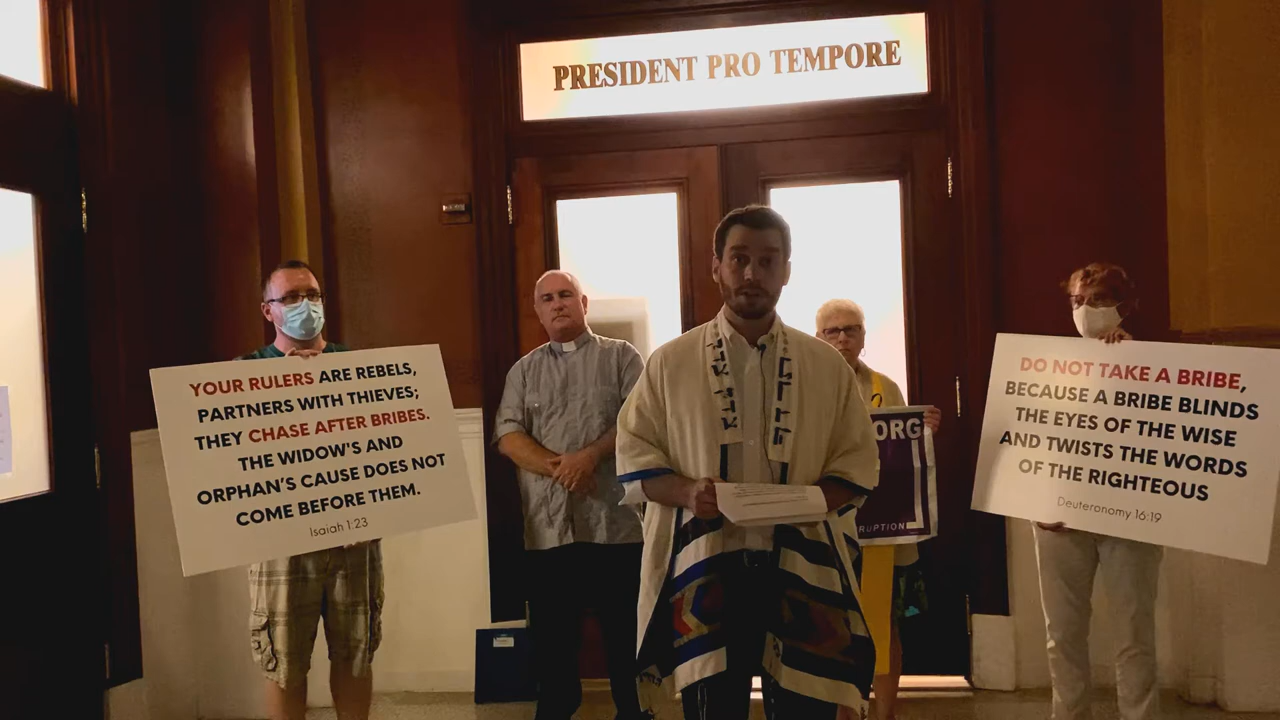 PRESIDENT PRO TEMPORE
YOUR RULERS ARE REBELS,
PARTNERS WITH THIEVES;
THEY CHASE AFTER BRIBES.
THE WIDOW'S AND
ORPHAN'S CAUSE DOES NOT
COME BEFORE THEM.
Isaiah 1:23
ORG
RUPTION
DO NOT TAKE A BRIBE,
BECAUSE A BRIBE BLINDS
THE EYES OF THE WISE
AND TWISTS THE WORDS
OF THE RIGHTEOUS
Deuteronomy 16:19